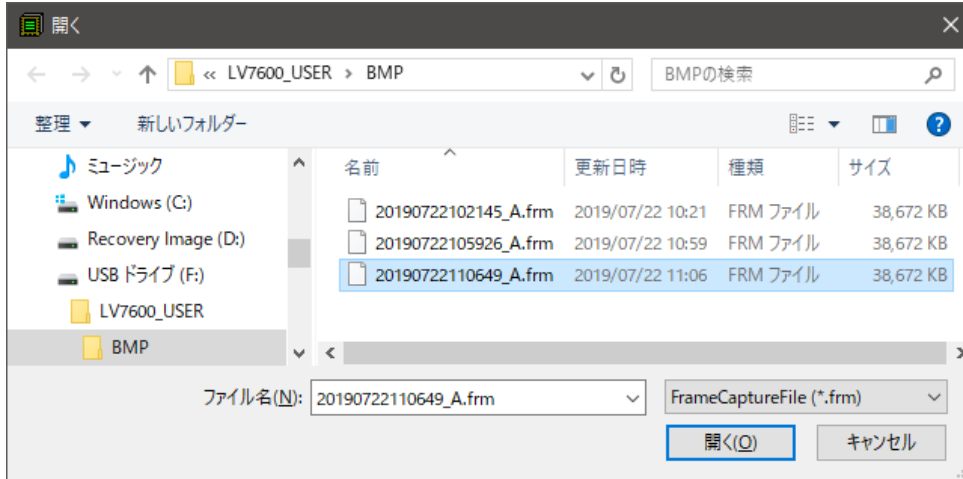 開く
« LV7600_USER > BMP
BMPの検索
整理 新しいフォルダー
ミュージック
Windows (C:)
Recovery Image (D:)
USB ドライブ (F:)
LV7600_USER
BMP
名前 更新日時 種類 サイズ
20190722102145_A.frm 2019/07/22 10:21 FRM ファイル 38,672 KB
20190722105926_A.frm 2019/07/22 10:59 FRM ファイル 38,672 KB
20190722110649_A.frm 2019/07/22 11:06 FRM ファイル 38,672 KB
ファイル名(N): 20190722110649_A.frm FrameCaptureFile (*.frm)
開く(O) キャンセル